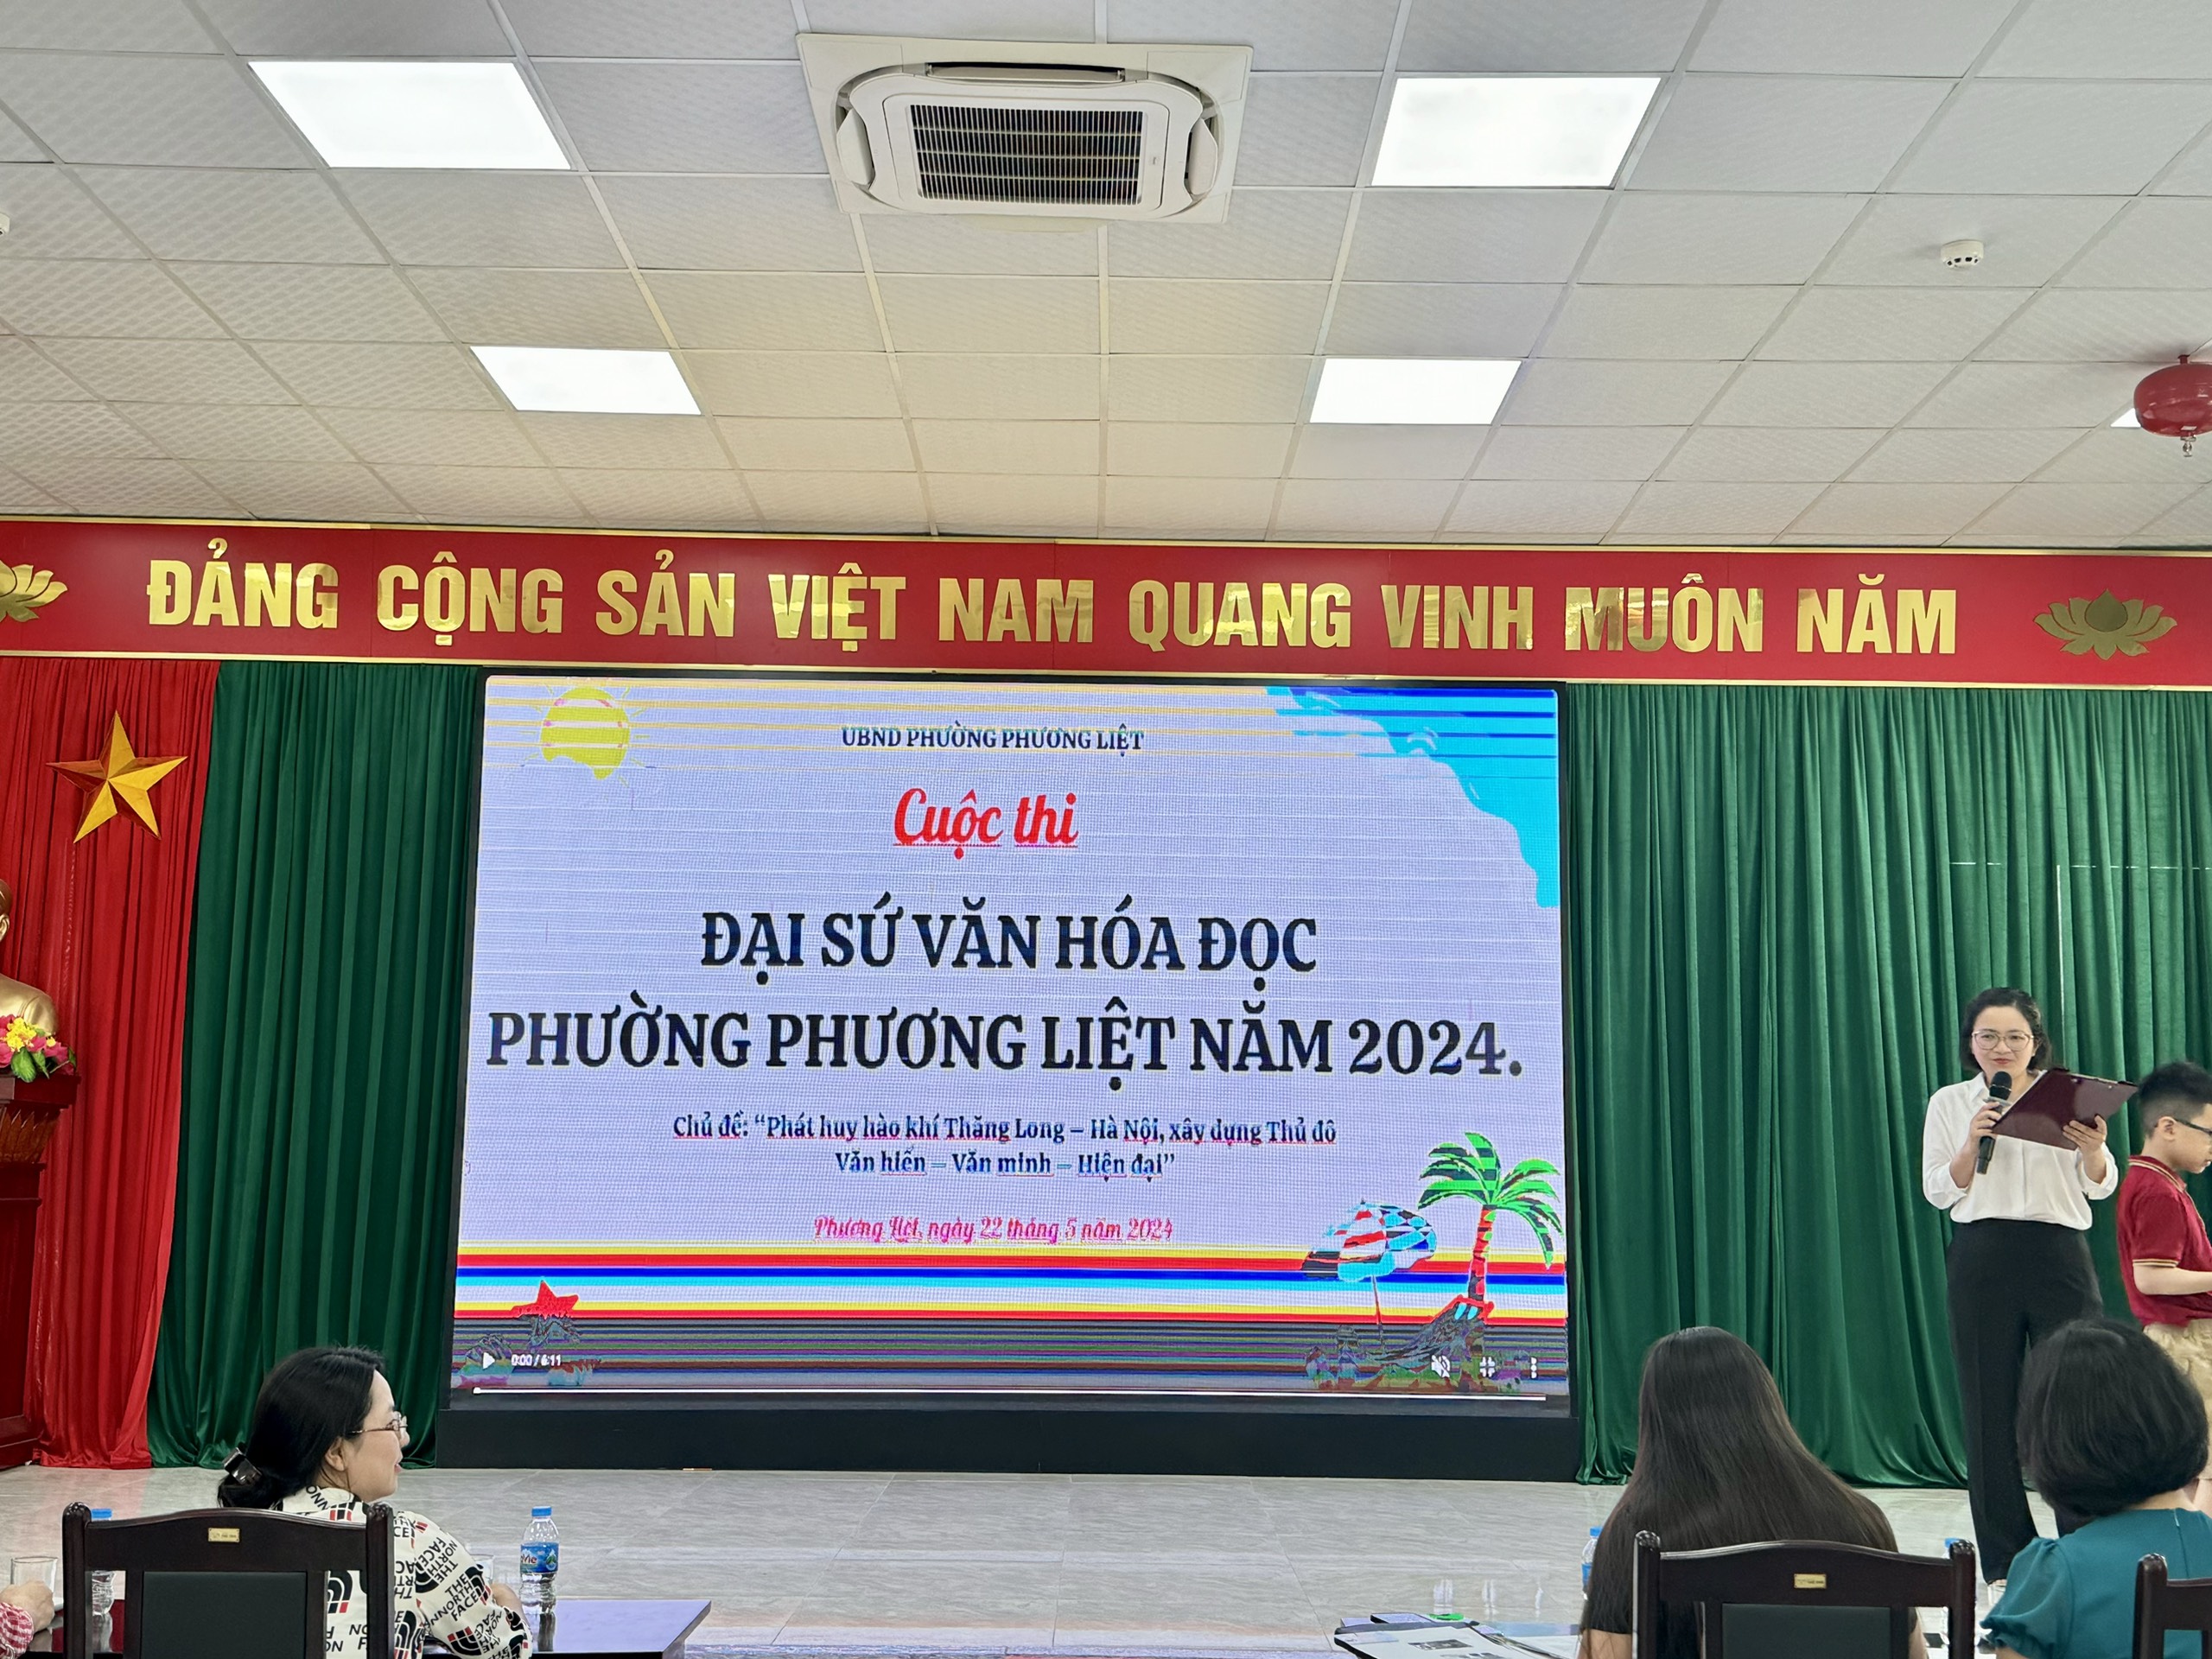 ĐẢNG CỘNG SẢN VIỆT NAM QUANG VINH MUÔN NĂM
UBND PHƯỜNG PHƯƠNG LIỆT
Cuộc thi
ĐẠI SỨ VĂN HÓA ĐỌC
PHƯỜNG PHƯƠNG LIỆT NĂM 2024.
Chủ đề: “Phát huy hào khí Thăng Long – Hà Nội, xây dựng Thủ đô
Văn hiến – Văn minh – Hiện đại”
Phương Liệt, ngày 22 tháng 5 năm 2024
0:00 / 6:11
THE
NORTH
FACE